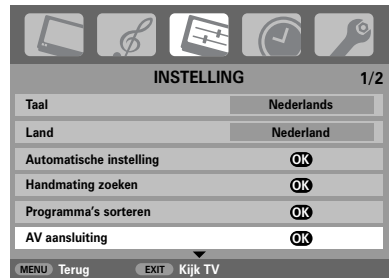 INSTELLING 1/2
Taal Nederlands
Land Nederland
Automatische instelling OK
Handmating zoeken OK
Programma's sorteren OK
AV aansluiting OK
MENU Terug EXIT Kijk TV